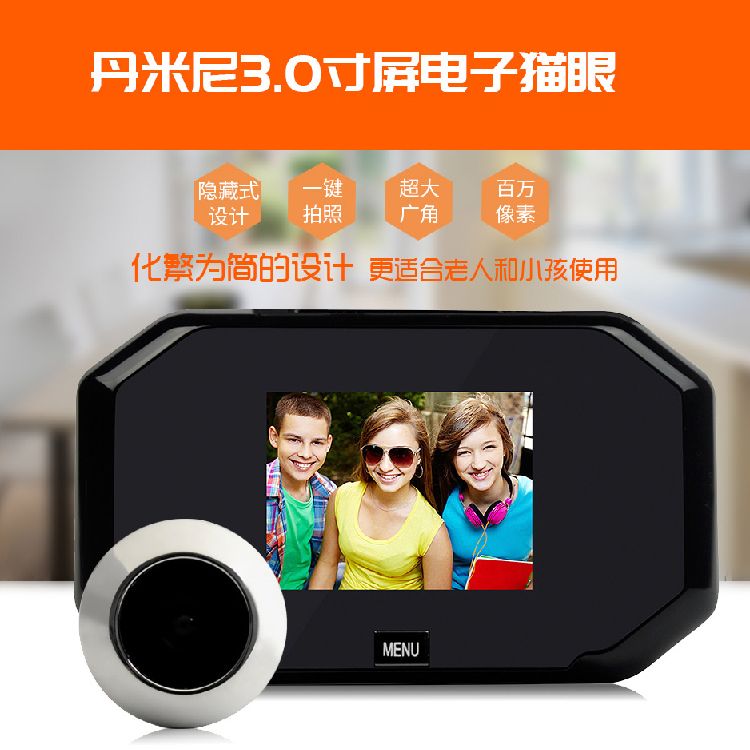 丹米尼3.0寸屏电子猫眼
隐藏式 一键 超大 百万
设计 拍照 广角 像素
化繁为简的设计 更适合老人和小孩使用
MENU